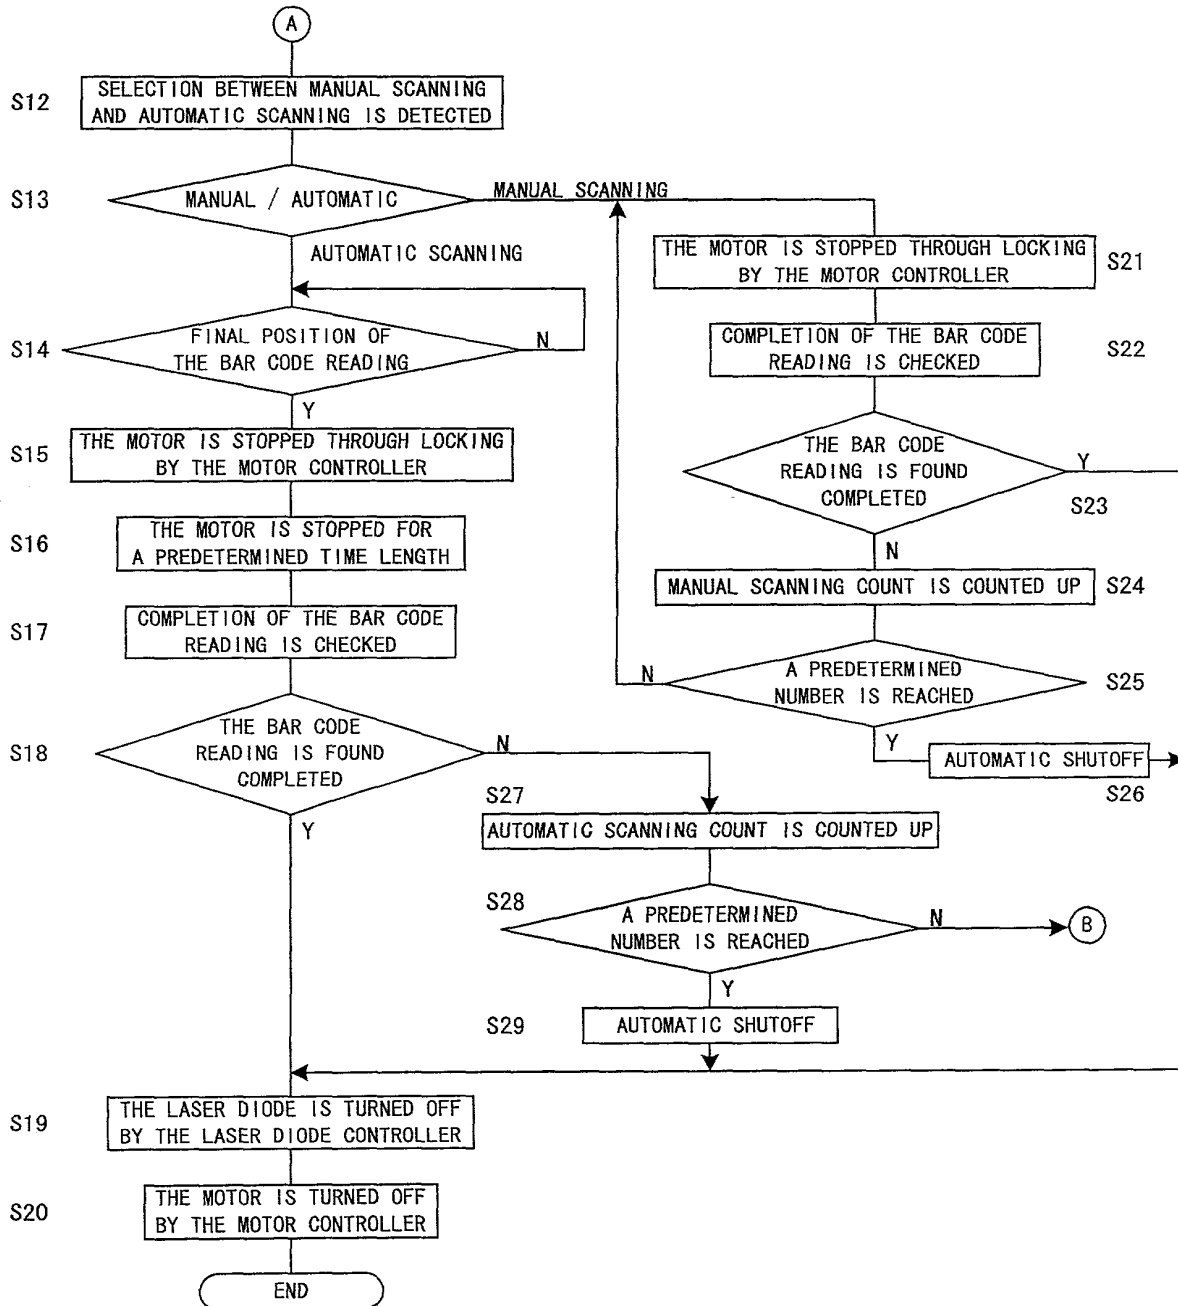 A
S12
SELECTION BETWEEN MANUAL SCANNING
AND AUTOMATIC SCANNING IS DETECTED
S13
MANUAL / AUTOMATIC
MANUAL SCANNING
AUTOMATIC SCANNING
THE MOTOR IS STOPPED THROUGH LOCKING
BY THE MOTOR CONTROLLER
S21
S14
FINAL POSITION OF
THE BAR CODE READING
N
Y
COMPLETION OF THE BAR CODE
READING IS CHECKED
S22
S15
THE MOTOR IS STOPPED THROUGH LOCKING
BY THE MOTOR CONTROLLER
THE BAR CODE
READING IS FOUND
COMPLETED
Y
S23
N
S16
THE MOTOR IS STOPPED FOR
A PREDETERMINED TIME LENGTH
MANUAL SCANNING COUNT IS COUNTED UP
S24
S17
COMPLETION OF THE BAR CODE
READING IS CHECKED
N
A PREDETERMINED
NUMBER IS REACHED
S25
Y
S18
THE BAR CODE
READING IS FOUND
COMPLETED
N
Y
AUTOMATIC SHUTOFF
S26
S27
AUTOMATIC SCANNING COUNT IS COUNTED UP
S28
A PREDETERMINED
NUMBER IS REACHED
N
B
Y
S29
AUTOMATIC SHUTOFF
S19
THE LASER DIODE IS TURNED OFF
BY THE LASER DIODE CONTROLLER
S20
THE MOTOR IS TURNED OFF
BY THE MOTOR CONTROLLER
END